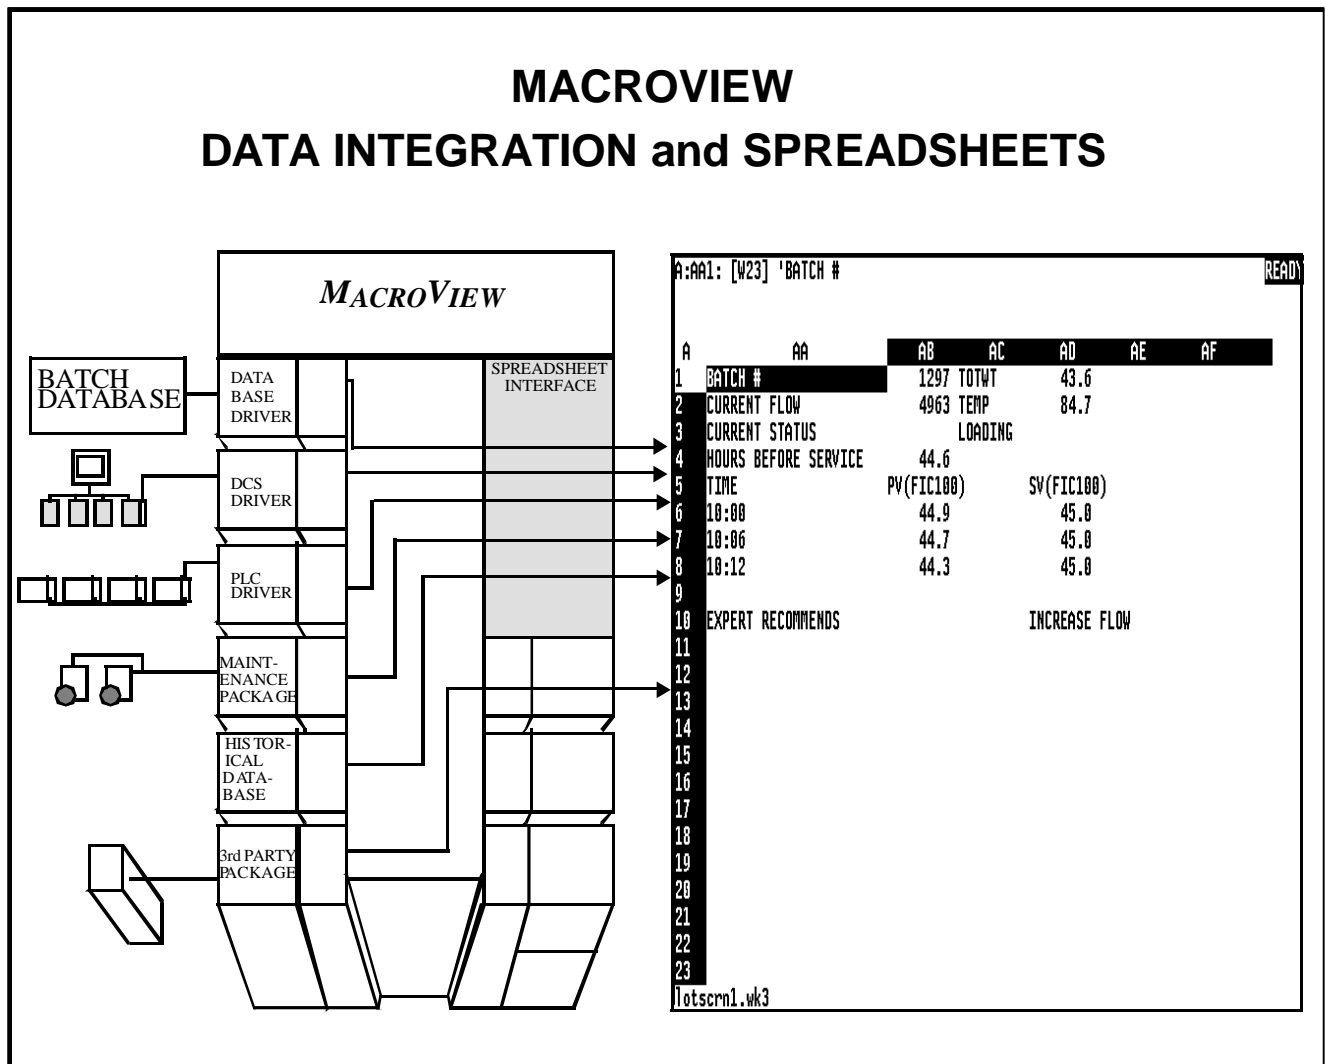 MACROVIEW
DATA INTEGRATION and SPREADSHEETS
MACROVIEW
BATCH
DATABASE
DATA
BASE
DRIVER
DCS
DRIVER
PLC
DRIVER
MAINT-
ENANCE
PACKAGE
HISTOR-
ICAL
DATA-
BASE
3rd PARTY
PACKAGE
SPREADSHEET
INTERFACE
A:AA1: [W23] 'BATCH # READY
A AA AB AC AD AE AF
1 BATCH # 1297 TOTWT 43.6
2 CURRENT FLOW 4963 TEMP 84.7
3 CURRENT STATUS LOADING
4 HOURS BEFORE SERVICE 44.6
5 TIME PV(FIC100) SV(FIC100)
6 10:00 44.9 45.0
7 10:06 44.7 45.0
8 10:12 44.3 45.0
9
10 EXPERT RECOMMENDS INCREASE FLOW
11
12
13
14
15
16
17
18
19
20
21
22
23
lotscrn1.wk3